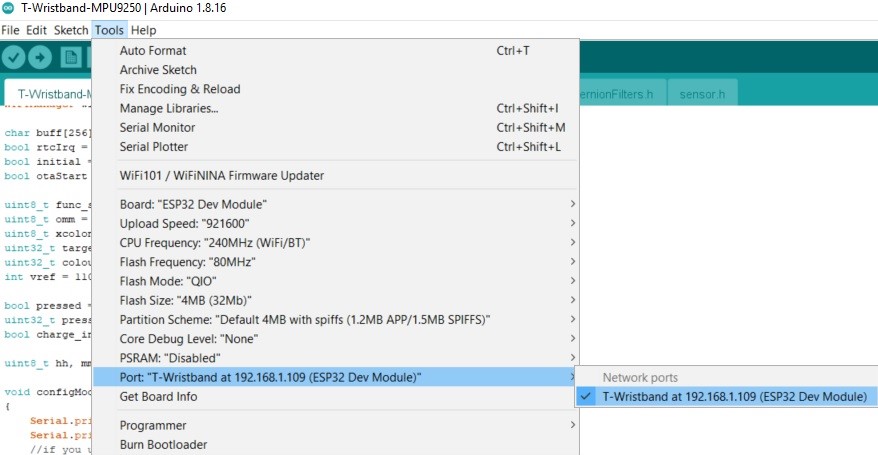 T-Wristband-MPU9250 | Arduino 1.8.16
File Edit Sketch Tools Help
T-Wristband-M
ernionFilters.h
sensor.h
char buff[256]
bool rtcIrq =
bool initial =
bool otaStart
uint8_t func_s
uint8_t omm =
uint8_t xcolon
uint32_t targe
uint32_t colou
int vref = 110
bool pressed =
uint32_t press
bool charge_in
uint8_t hh, mm
void configMod
{
Serial.pri
Serial.pri
//if you u
Auto Format Ctrl+T
Archive Sketch
Fix Encoding & Reload
Manage Libraries... Ctrl+Shift+I
Serial Monitor Ctrl+Shift+M
Serial Plotter Ctrl+Shift+L
WiFi101 / WiFiNINA Firmware Updater
Board: "ESP32 Dev Module"
Upload Speed: "921600"
CPU Frequency: "240MHz (WiFi/BT)"
Flash Frequency: "80MHz"
Flash Mode: "QIO"
Flash Size: "4MB (32Mb)"
Partition Scheme: "Default 4MB with spiffs (1.2MB APP/1.5MB SPIFFS)"
Core Debug Level: "None"
PSRAM: "Disabled"
Port: "T-Wristband at 192.168.1.109 (ESP32 Dev Module)"
Get Board Info
Programmer
Burn Bootloader
Network ports
T-Wristband at 192.168.1.109 (ESP32 Dev Module)